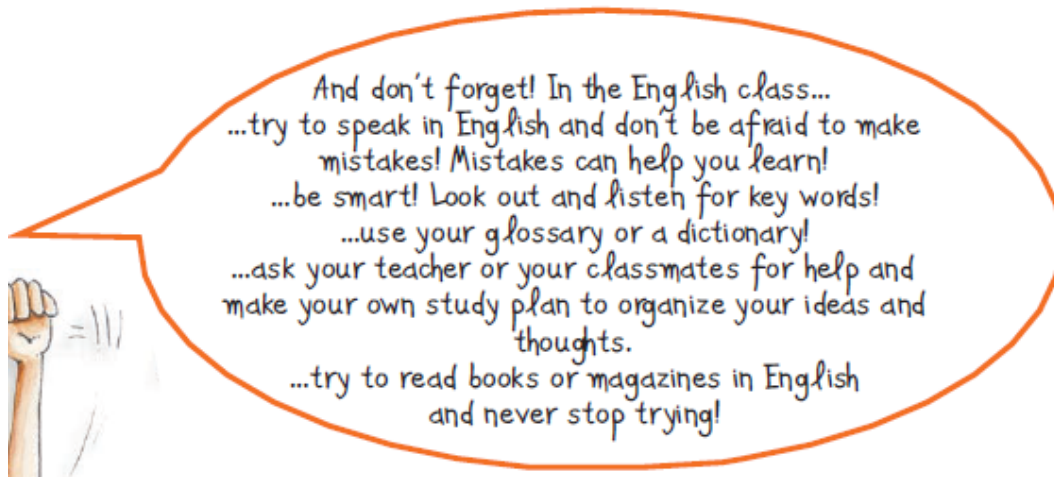 And don't forget! In the English class...
...try to speak in English and don't be afraid to make
mistakes! Mistakes can help you learn!
...be smart! Look out and listen for key words!
...use your glossary or a dictionary!
...ask your teacher or your classmates for help and
make your own study plan to organize your ideas and
thoughts.
...try to read books or magazines in English
and never stop trying!